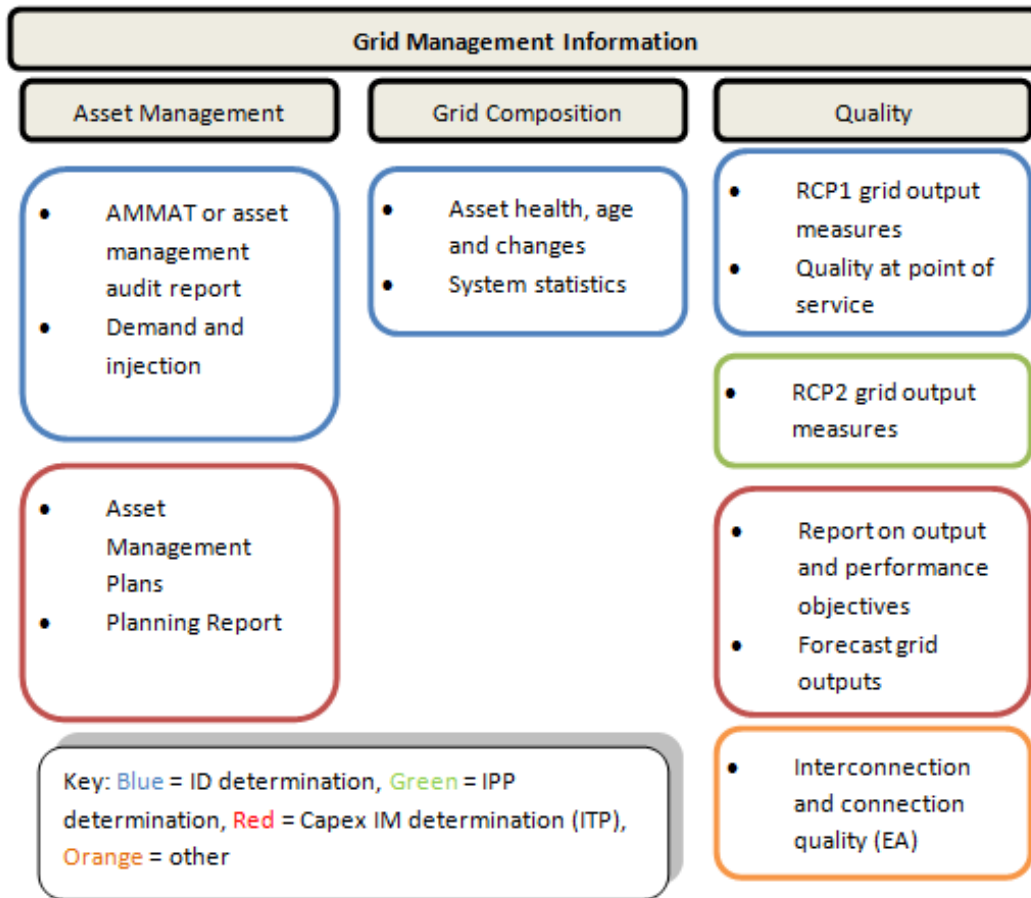 Grid Management Information
Asset Management
Grid Composition
Quality
• AMMAT or asset
management
audit report
• Demand and
injection
• Asset
Management
Plans
• Planning Report
• Asset health, age
and changes
• System statistics
• RCP1 grid output
measures
• Quality at point of
service
• RCP2 grid output
measures
• Report on output
and performance
objectives
• Forecast grid
outputs
• Interconnection
and connection
quality (EA)
Key: Blue = ID determination, Green = IPP
determination, Red = Capex IM determination (ITP),
Orange = other